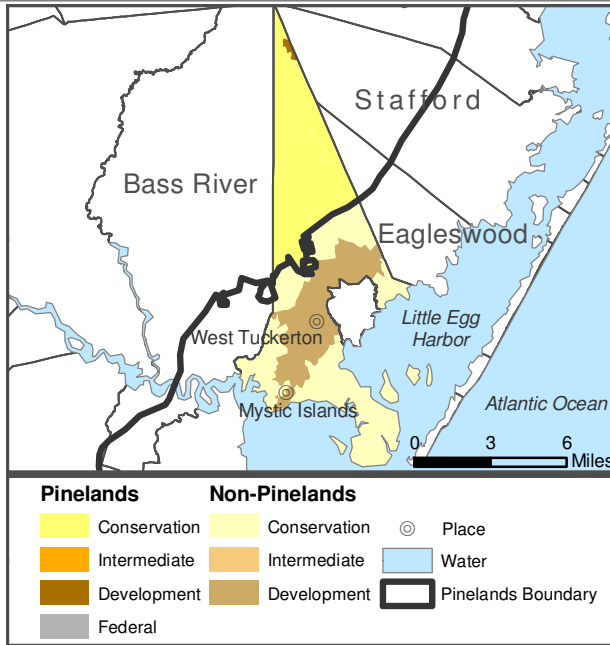 Stafford
Bass River
Eagleswood
West Tuckerton
Little Egg
Harbor
Mystic Islands
Atlantic Ocean
0 3 6
Miles
Pinelands Non-Pinelands
Conservation Conservation Place
Intermediate Intermediate Water
Development Development Pinelands Boundary
Federal